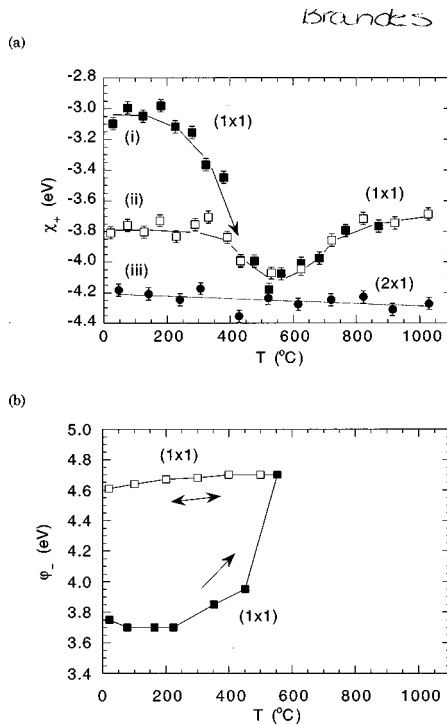 Brandes
(a)
-2.8
-3.0
-3.2
-3.4
-3.6
-3.8
-4.0
-4.2
-4.4
χ+ (eV)
(i)
(1x1)
(ii)
(1x1)
(iii)
(2x1)
0 200 400 600 800 1000
T (°C)
(b)
5.0
4.8
4.6
4.4
4.2
4.0
3.8
3.6
3.4
φ- (eV)
(1x1)
(1x1)
0 200 400 600 800 1000
T (°C)